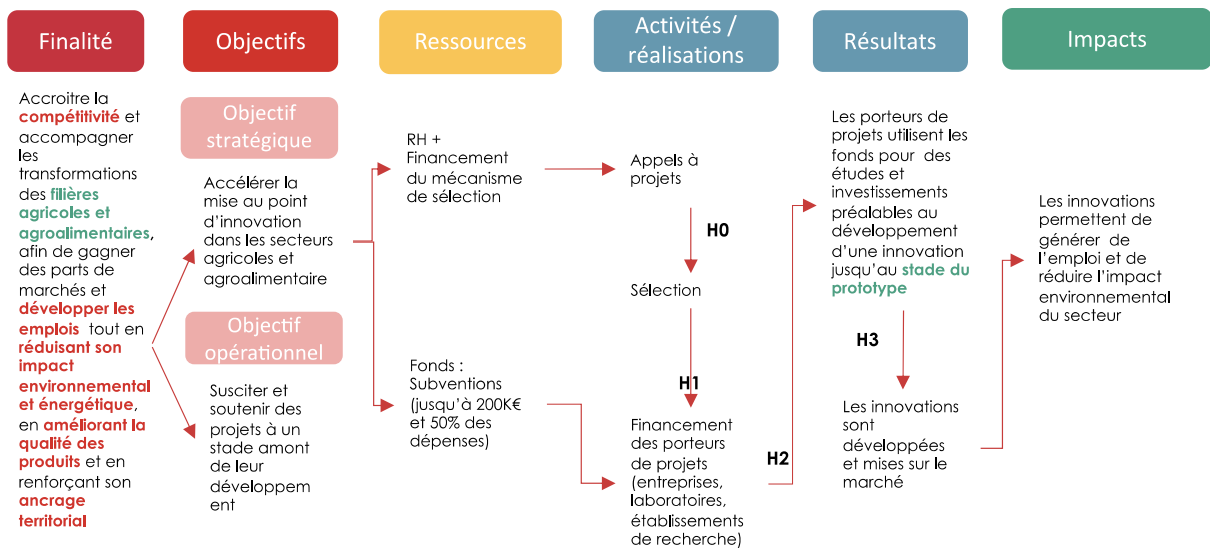 Finalité
Objectifs
Ressources
Activités /
réalisations
Résultats
Impacts
Accroitre la
compétitivité et
accompagner
les
transformations
des filières
agricoles et
agroalimentaires,
afin de gagner
des parts de
marchés et
développer les
emplois tout en
réduisant son
impact
environnemental
et énergétique,
en améliorant la
qualité des
produits et en
renforçant son
ancrage
territorial
Objectif
stratégique
Accélérer la
mise au point
d'innovation
dans les secteurs
agricoles et
agroalimentaire
Objectif
opérationnel
Susciter et
soutenir des
projets à un
stade amont
de leur
développem
ent
RH +
Financement
du mécanisme
de sélection
Fonds :
Subventions
(jusqu'à 200K€
et 50% des
dépenses)
Appels à
projets
H0
Sélection
H1
Financement
des porteurs
de projets
(entreprises,
laboratoires,
établissements
de recherche)
H2
Les porteurs de
projets utilisent les
fonds pour des
études et
investissements
préalables au
développement
d'une innovation
jusqu'au stade du
prototype
H3
Les innovations
sont
développées
et mises sur le
marché
Les innovations
permettent de
générer de
l'emploi et de
réduire l'impact
environnemental
du secteur